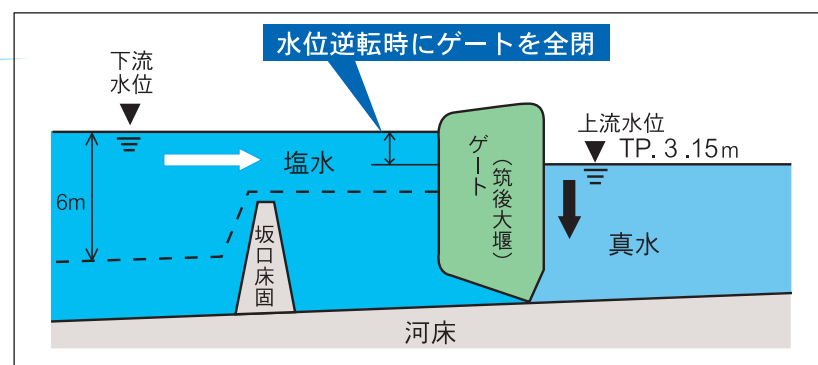 水位逆転時にゲートを全閉
下流
水位
上流水位
TP. 3 .15m
塩水
ゲート
（筑後大堰）
6m
坂口床固
真水
河床